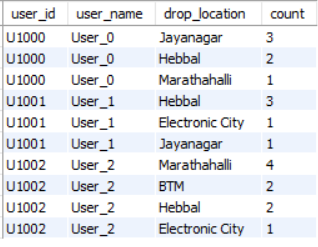 user_id user_name drop_location count
U1000 User_0 Jayanagar 3
U1000 User_0 Hebbal 2
U1000 User_0 Marathahalli 1
U1001 User_1 Hebbal 3
U1001 User_1 Electronic City 1
U1001 User_1 Jayanagar 1
U1002 User_2 Marathahalli 4
U1002 User_2 BTM 2
U1002 User_2 Hebbal 2
U1002 User_2 Electronic City 1